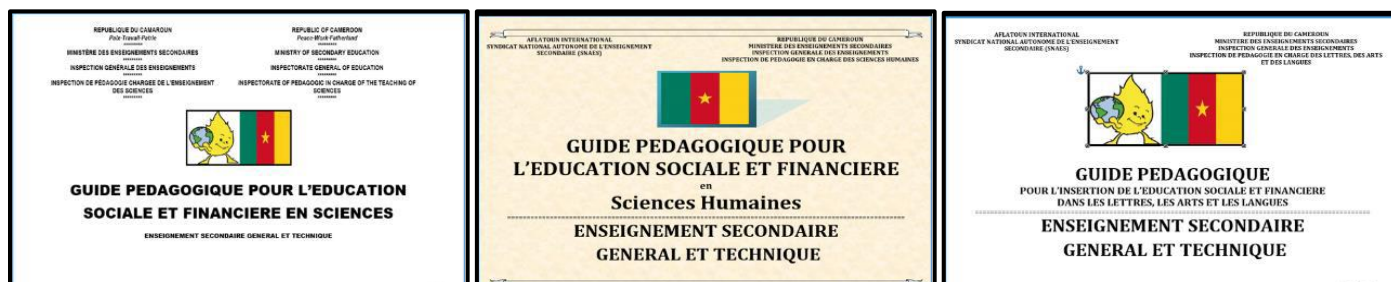 REPUBLIQUE DU CAMAROUN
Paix-Travail-Patrie
*********
MINISTÈRE DES ENSEIGNEMENTS SECONDAIRES
*********
INSPECTION GÉNÉRALE DES ENSEIGNEMENTS
*********
INSPECTION DE PÉDAGOGIE CHARGEE DE L'ENSEIGNEMENT
DES SCIENCES
*********
REPUBLIC OF CAMEROON
Peace-Work-Fatherland
*********
MINISTRY OF SECONDARY EDUCATION
*********
INSPECTORATE GENERAL OF EDUCATION
*********
INSPECTORATE OF PEDAGOGIC IN CHARGE OF THE TEACHING OF
SCIENCES
*********
GUIDE PEDAGOGIQUE POUR L'EDUCATION
SOCIALE ET FINANCIERE EN SCIENCES
ENSEIGNEMENT SECONDAIRE GENERAL ET TECHNIQUE
AFLATOUN INTERNATIONAL
SYNDICAT NATIONAL AUTONOME DE L'ENSEIGNEMENT
SECONDAIRE (SNAES)
REPUBLIQUE DU CAMEROUN
MINISTERE DES ENSEIGNEMENTS SECONDAIRES
INSPECTION GENERALE DES ENSEIGNEMENTS
INSPECTION DE PEDAGOGIE EN CHARGE DES SCIENCES HUMAINES
GUIDE PEDAGOGIQUE POUR
L'EDUCATION SOCIALE ET FINANCIERE
en
Sciences Humaines
ENSEIGNEMENT SECONDAIRE
GENERAL ET TECHNIQUE
AFLATOUN INTERNATIONAL
SYNDICAT NATIONAL AUTONOME DE L'ENSEIGNEMENT
SECONDAIRE (SNAES)
REPUBLIQUE DU CAMEROUN
MINISTERE DES ENSEIGNEMENTS SECONDAIRES
INSPECTION GENERALE DES ENSEIGNEMENTS
INSPECTION DE PEDAGOGIE EN CHARGE DES LETTRES, DES ARTS
ET DES LANGUES
GUIDE PEDAGOGIQUE
POUR L'INSERTION DE L'EDUCATION SOCIALE ET FINANCIERE
DANS LES LETTRES, LES ARTS ET LES LANGUES
ENSEIGNEMENT SECONDAIRE
GENERAL ET TECHNIQUE